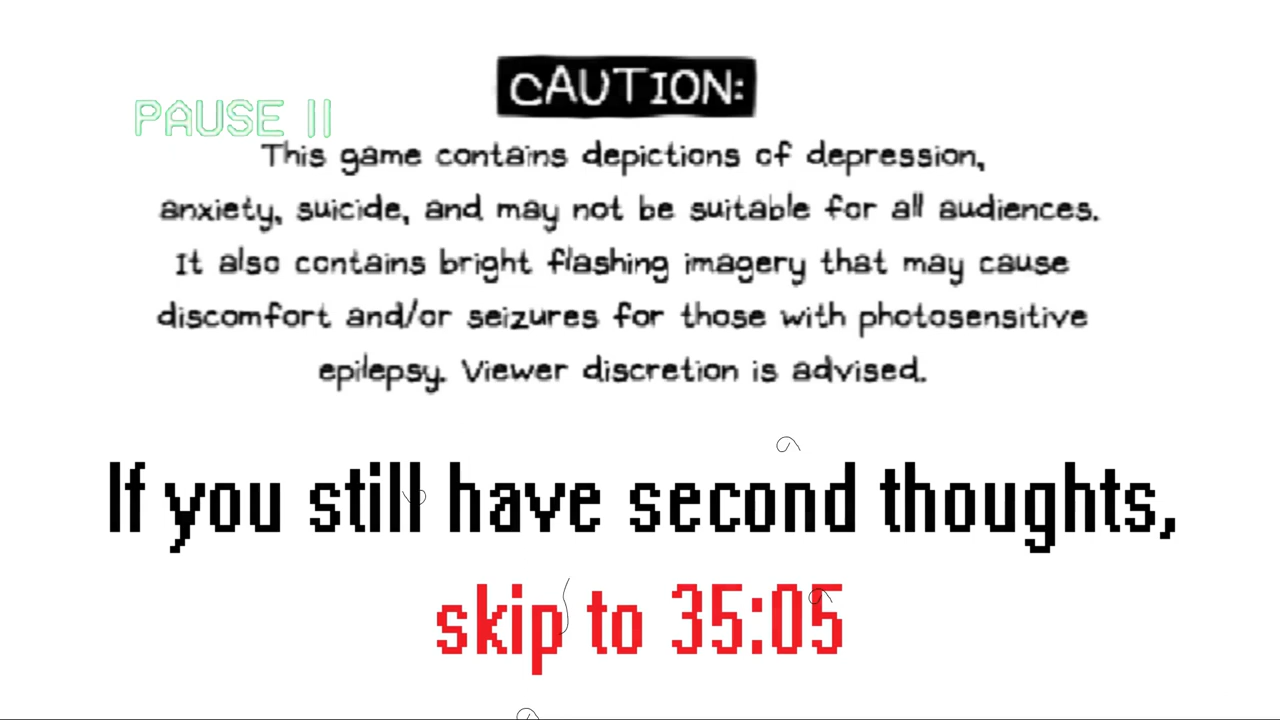 CAUTION:
PAUSE II
This game contains depictions of depression,
anxiety, suicide, and may not be suitable for all audiences.
It also contains bright flashing imagery that may cause
discomfort and/or seizures for those with photosensitive
epilepsy. Viewer discretion is advised.
If you still have second thoughts,
skip to 35:05